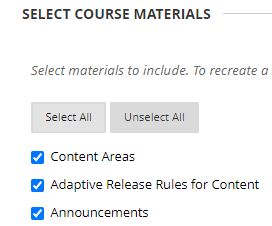 SELECT COURSE MATERIALS
Select materials to include. To recreate a
Select All Unselect All
Content Areas
Adaptive Release Rules for Content
Announcements